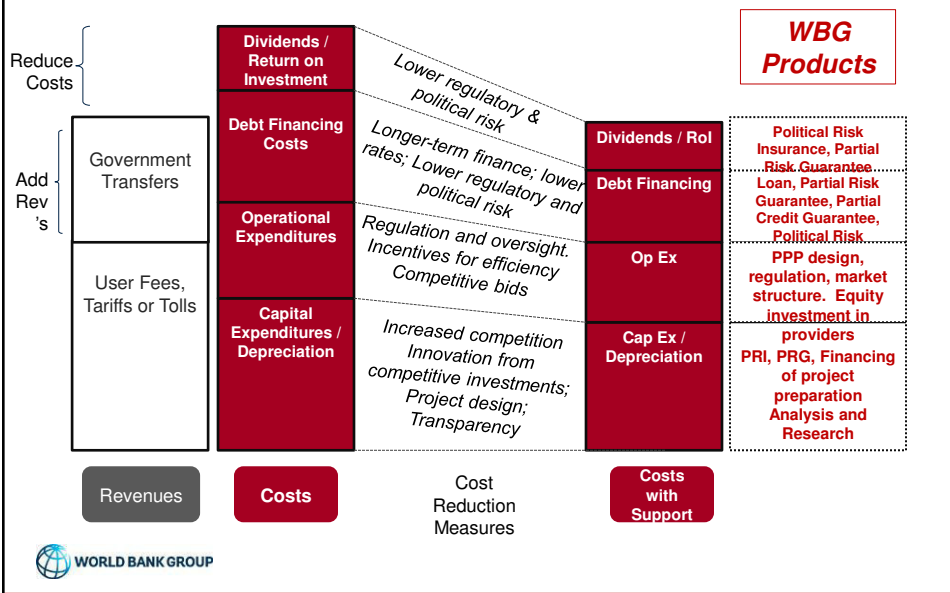 Reduce
Costs
Add
Rev
's
Government
Transfers
User Fees,
Tariffs or Tolls
Revenues
Dividends /
Return on
Investment
Debt Financing
Costs
Operational
Expenditures
Capital
Expenditures /
Depreciation
Costs
Lower regulatory &
political risk
Longer-term finance; lower
rates; Lower regulatory and
political risk
Regulation and oversight.
Incentives for efficiency
Competitive bids
Increased competition
Innovation from
competitive investments;
Project design;
Transparency
Cost
Reduction
Measures
Dividends / RoI
Debt Financing
Op Ex
Cap Ex /
Depreciation
Costs
with
Support
WBG
Products
Political Risk
Insurance, Partial
Risk Guarantee
Loan, Partial Risk
Guarantee, Partial
Credit Guarantee,
Political Risk
PPP design,
regulation, market
structure. Equity
investment in
providers
PRI, PRG, Financing
of project
preparation
Analysis and
Research
WORLD BANK GROUP